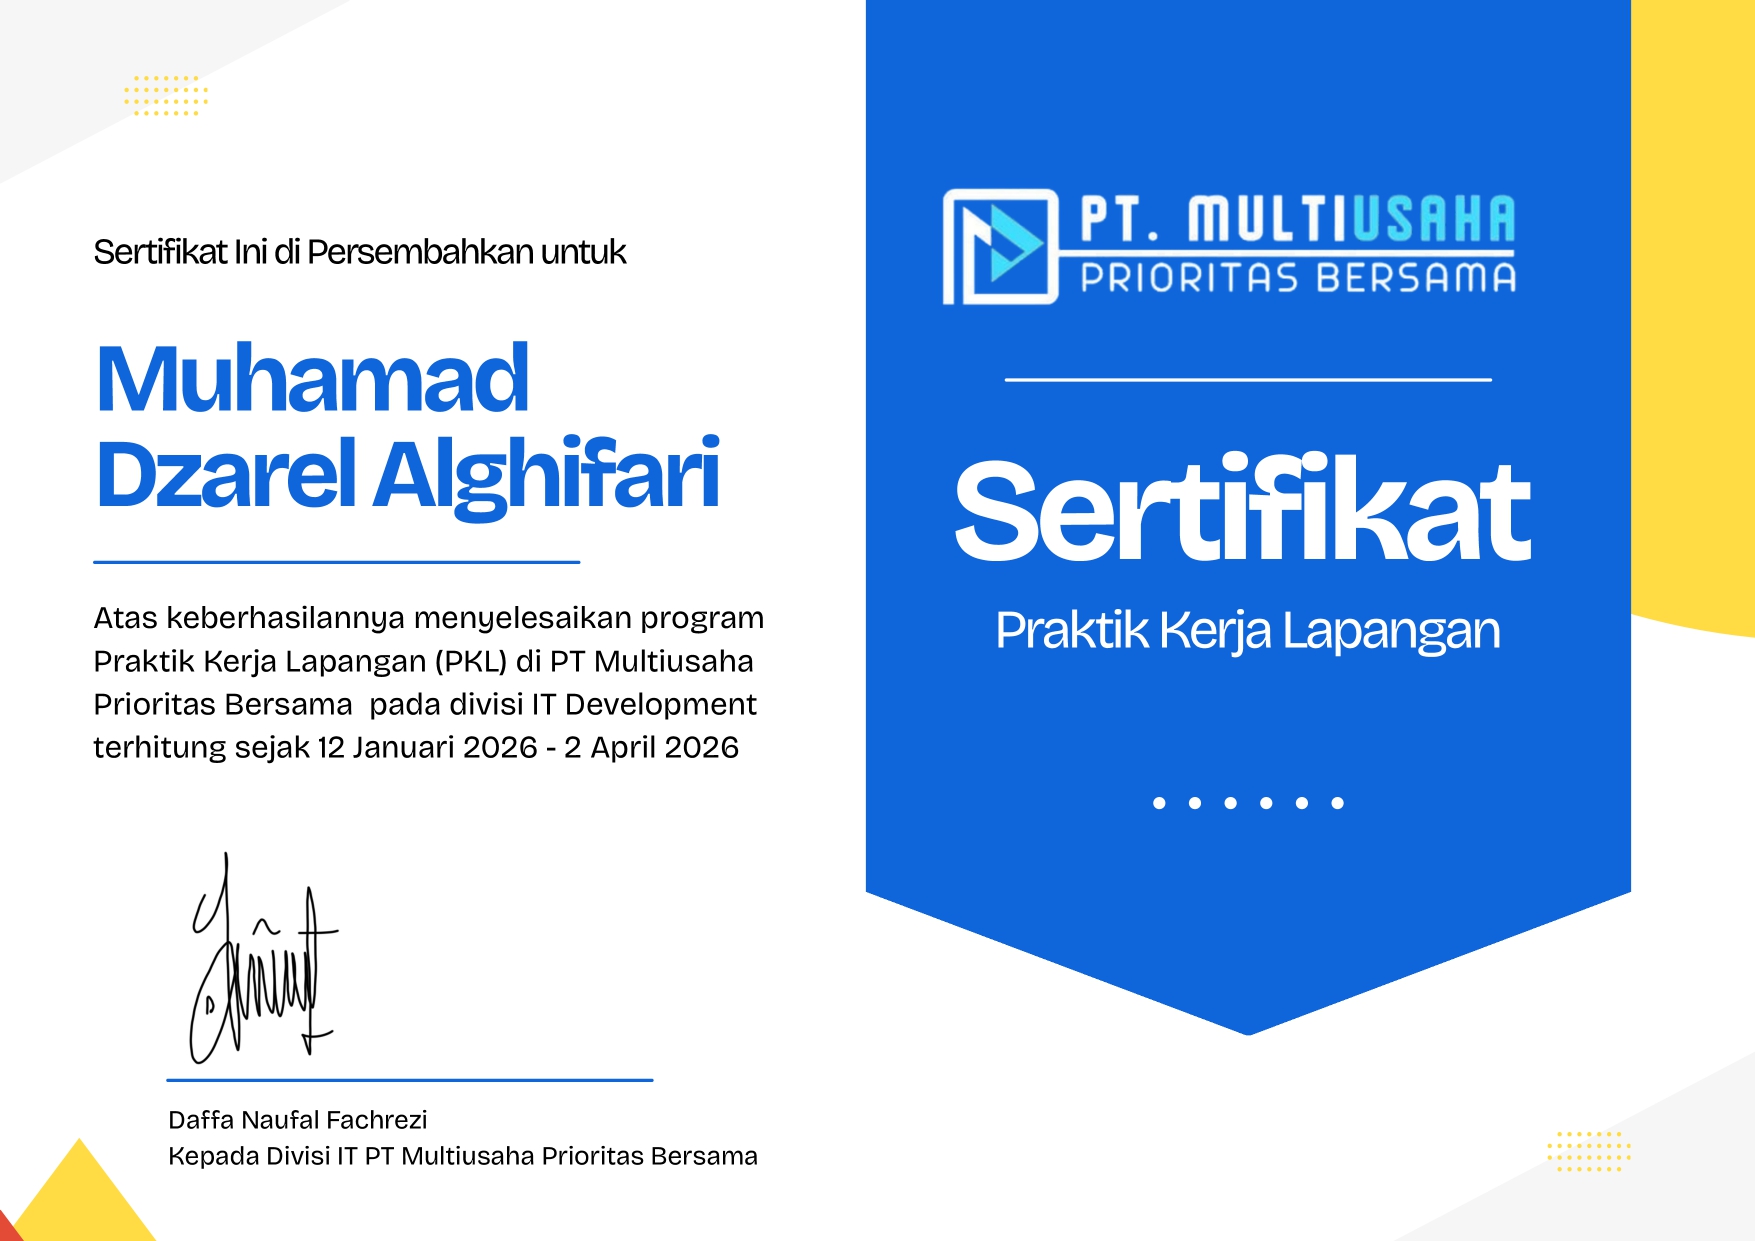 Sertifikat Ini di Persembahkan untuk
Muhamad
Dzarel Alghifari
Atas keberhasilannya menyelesaikan program
Praktik Kerja Lapangan (PKL) di PT Multiusaha
Prioritas Bersama  pada divisi IT Development
terhitung sejak 12 Januari 2026 - 2 April 2026
Daffa Naufal Fachrezi
Kepada Divisi IT PT Multiusaha Prioritas Bersama
PT. MULTIUSAHA
PRIORITAS BERSAMA
Sertifikat
Praktik Kerja Lapangan